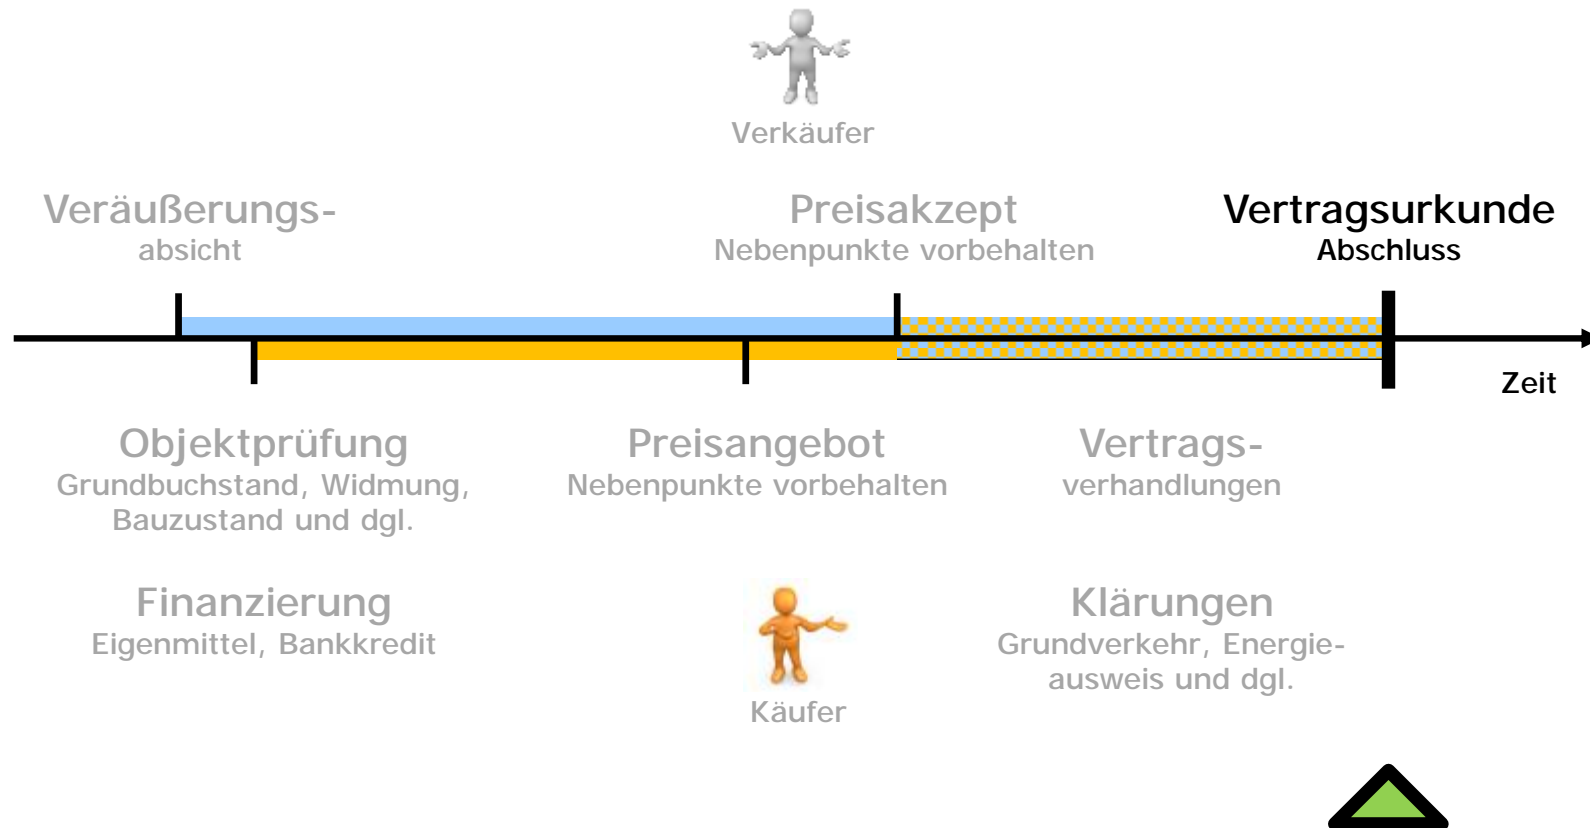 Verkäufer
Veräußerungs-
absicht
Preisakzept
Nebenpunkte vorbehalten
Vertragsurkunde
Abschluss
Zeit
Objektprüfung
Grundbuchstand, Widmung,
Bauzustand und dgl.
Preisangebot
Nebenpunkte vorbehalten
Vertrags-
verhandlungen
Finanzierung
Eigenmittel, Bankkredit
Käufer
Klärungen
Grundverkehr, Energie-
ausweis und dgl.